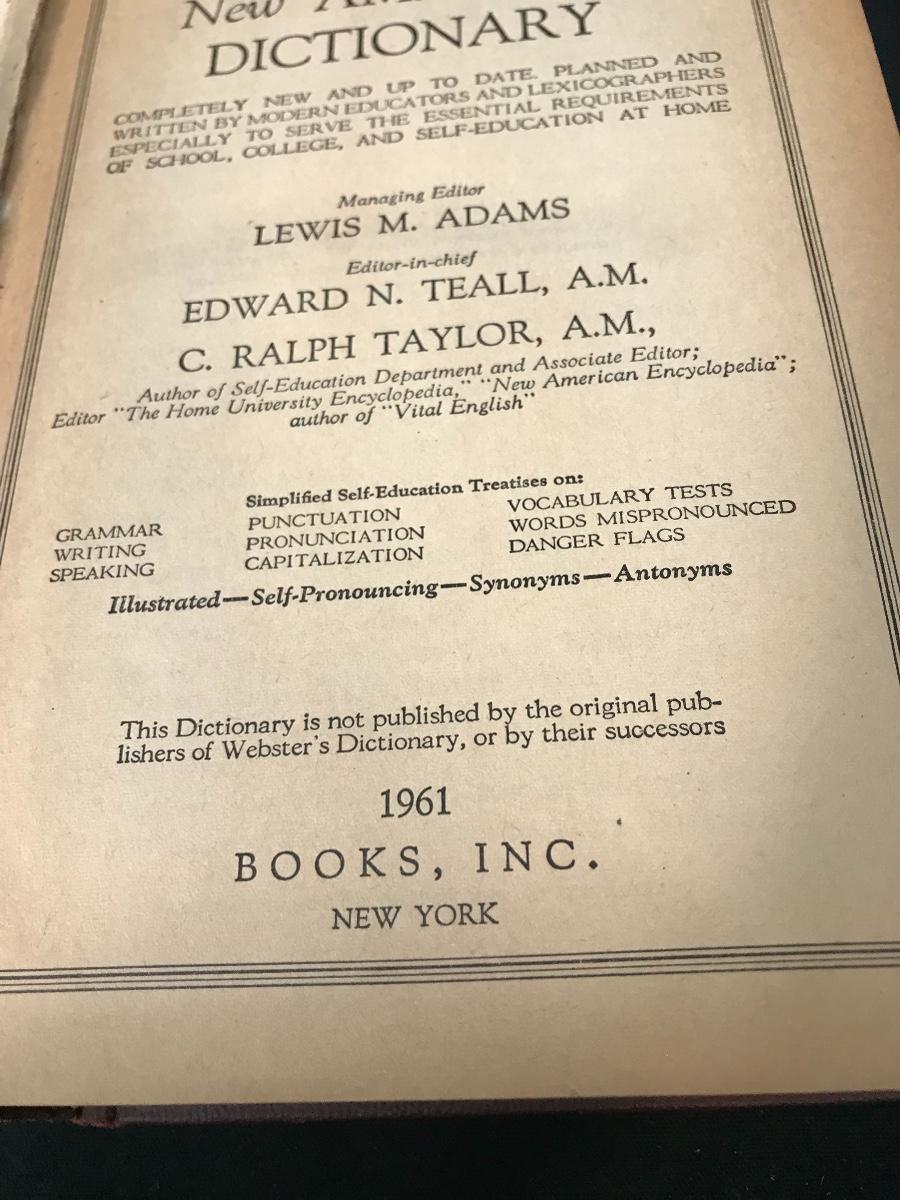 New
DICTIONARY
COMPLETELY NEW AND UP TO DATE. PLANNED AND
WRITTEN BY MODERN EDUCATORS AND LEXICOGRAPHERS
ESPECIALLY TO SERVE THE ESSENTIAL REQUIREMENTS
OF SCHOOL, COLLEGE, AND SELF-EDUCATION AT HOME
Managing Editor
LEWIS M. ADAMS
Editor-in-chief
EDWARD N. TEALL, A.M.
C. RALPH TAYLOR, A.M.,
Author of Self-Education Department and Associate Editor;
Editor "The Home University Encyclopedia," "New American Encyclopedia";
author of "Vital English"
Simplified Self-Education Treatises on:
GRAMMAR PUNCTUATION VOCABULARY TESTS
WRITING PRONUNCIATION WORDS MISPRONOUNCED
SPEAKING CAPITALIZATION DANGER FLAGS
Illustrated—Self-Pronouncing—Synonyms—Antonyms
This Dictionary is not published by the original pub-
lishers of Webster's Dictionary, or by their successors
1961
BOOKS, INC.
NEW YORK